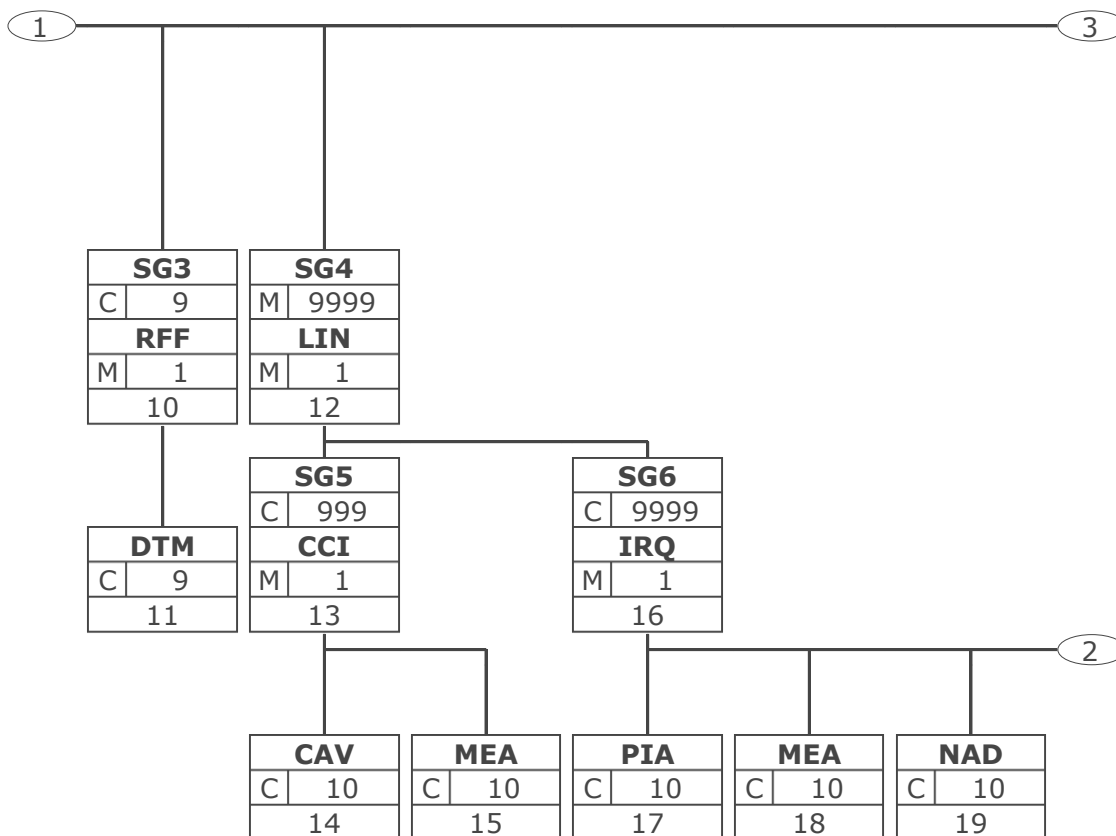 1 3
SG3 SG4
C 9 M 9999
RFF LIN
M 1 M 1
10 12
SG5 SG6
C 999 C 9999
DTM CCI IRQ
C 9 M 1 M 1
11 13 16
2
CAV MEA PIA MEA NAD
C 10 C 10 C 10 C 10 C 10
14 15 17 18 19